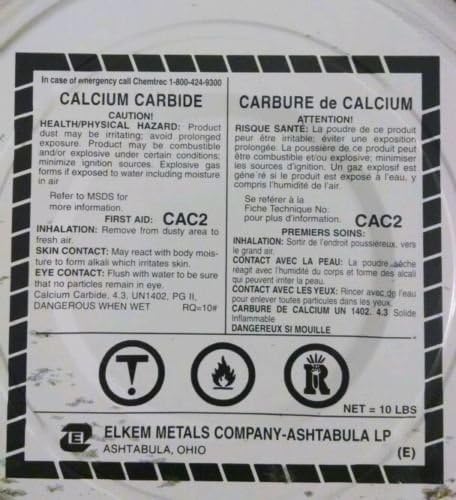 In case of emergency call Chemtrec 1-800-424-9300
CALCIUM CARBIDE
CAUTION!
HEALTH/PHYSICAL HAZARD: Product
dust may be irritating; avoid prolonged
exposure. Product may be combustible
and/or explosive under certain conditions;
minimize ignition sources. Explosive gas
forms if exposed to water including moisture
in air
Refer to MSDS for
more information.
FIRST AID: CAC2
INHALATION: Remove from dusty area to
fresh air.
SKIN CONTACT: May react with body mois-
ture to form alkali which irritates skin.
EYE CONTACT: Flush with water to be sure
that no particles remain in eye.
Calcium Carbide, 4.3, UN1402, PG II,
DANGEROUS WHEN WET RQ=10#
CARBURE de CALCIUM
ATTENTION!
RISQUE SANTÉ: La poudre de ce produit
peur être irritable; éviter une exposition
prolongée. La poussière de ce produit peut
être combustible et/ou explosive; minimiser
les sources d'ignition. Un gaz explosif est
géné ré si le produit est exposé à l'eau, y
cpmpris l'humidité de l'air.
Se référer à la
Fiche Technique No:
pour plus d'information. CAC2
PREMIERS SOINS:
INHALATION: Sortir de l'endroit poussiéreux, vers
le grand air.
CONTACT AVEC LA PEAU: La poudre sèche
réagit avec l'humidité du corps et forme des alcali
qui peuvent irriter la peau.
CONTACT AVEC LES YEUX: Rincer avec de l'eau
pour enlever toutes particules dans les yeux.
CARBURE DE CALCIUM UN 1402. 4.3 Solide
Inflammable
DANGEREUX SI MOUILLE
T
R
NET = 10 LBS
E ELKEM METALS COMPANY-ASHTABULA LP
ASHTABULA, OHIO (E)